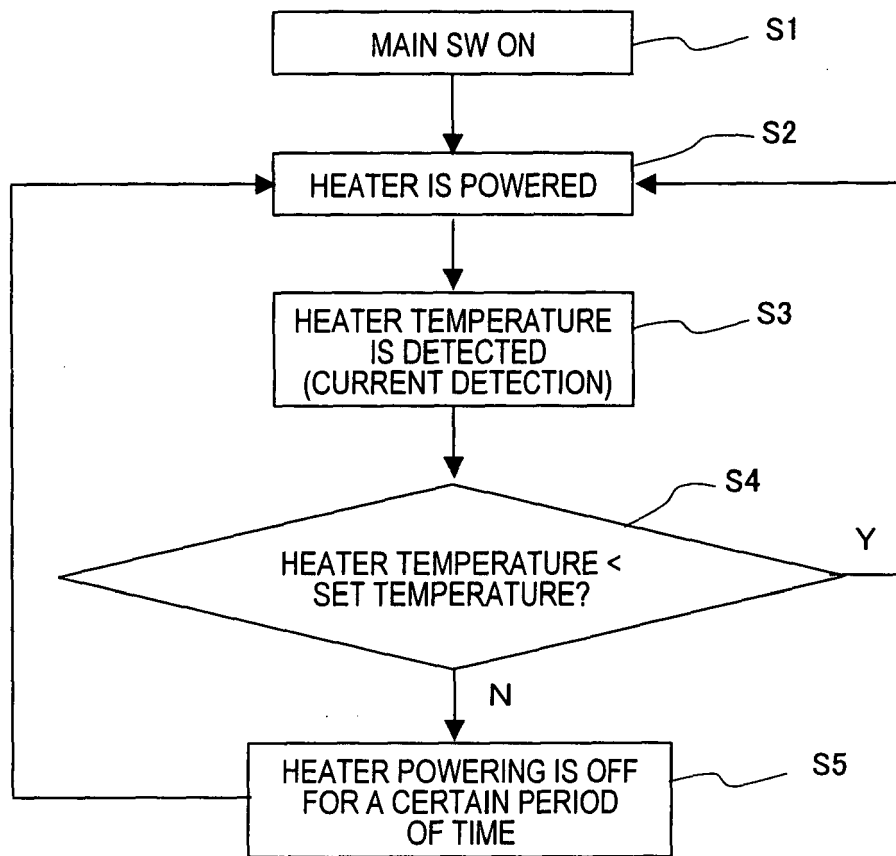 MAIN SW ON
S1
S2
HEATER IS POWERED
HEATER TEMPERATURE
IS DETECTED
(CURRENT DETECTION)
S3
S4
HEATER TEMPERATURE <
SET TEMPERATURE?
Y
N
HEATER POWERING IS OFF
FOR A CERTAIN PERIOD
OF TIME
S5